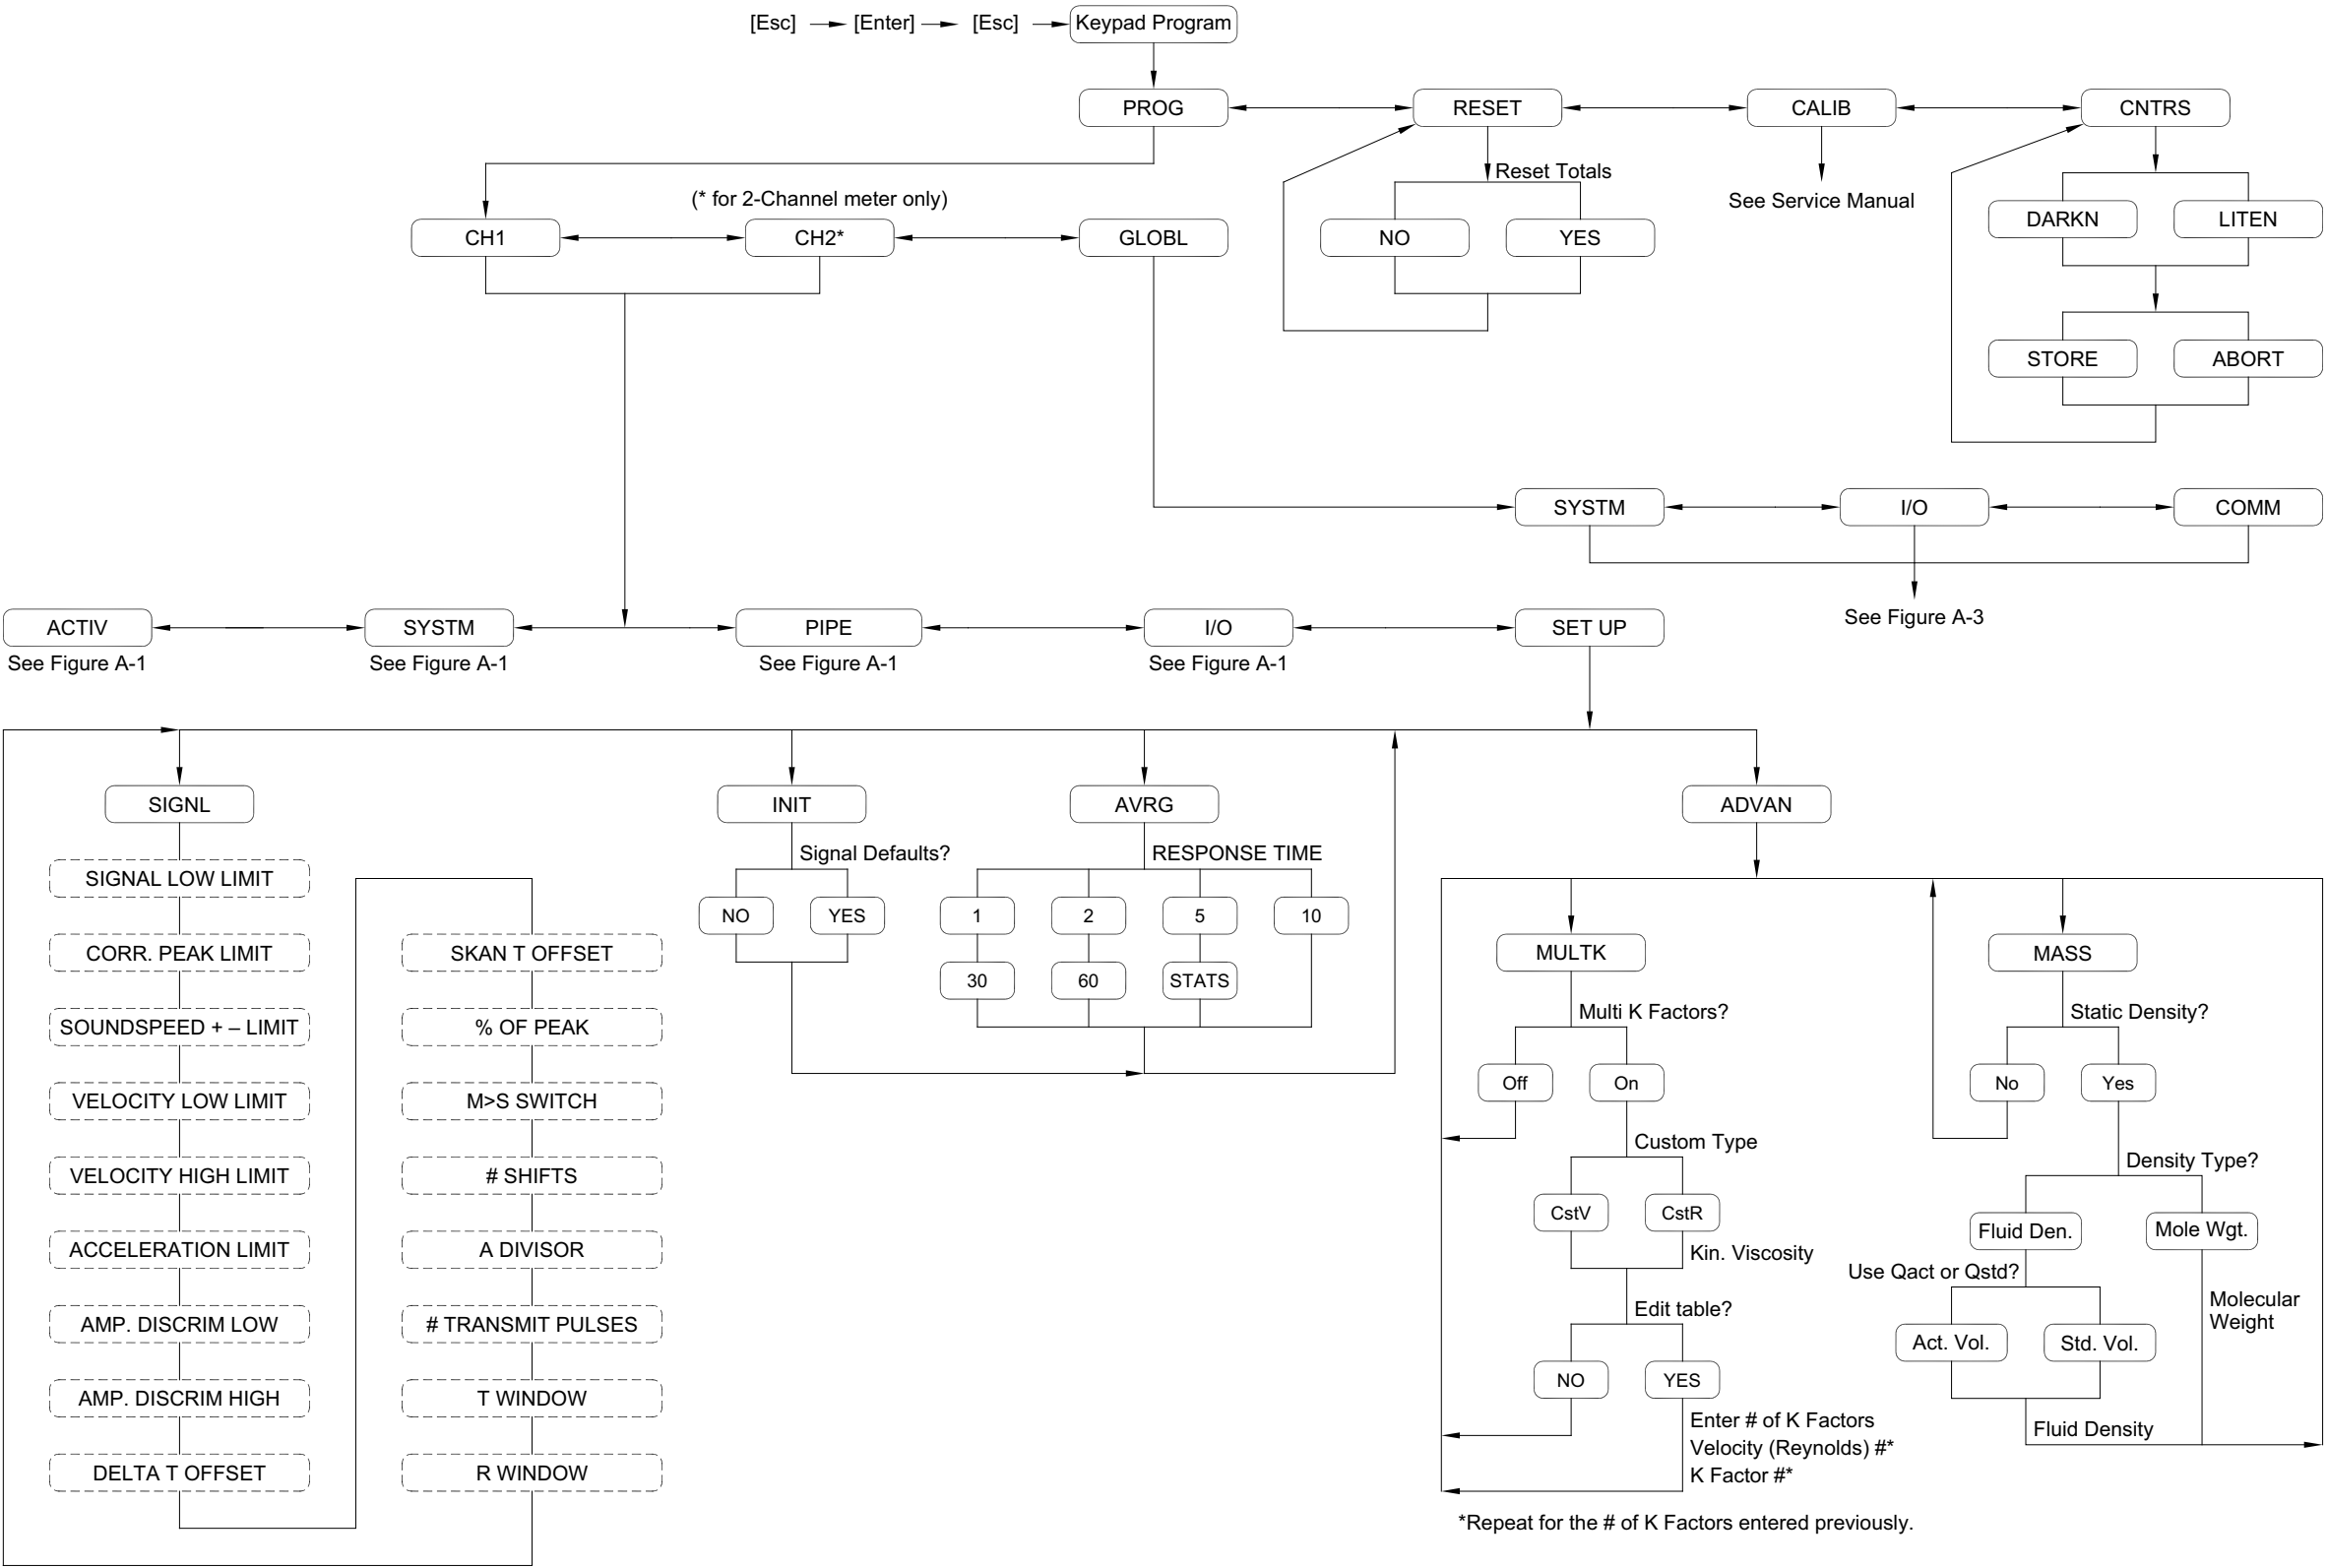 [Esc] [Enter] [Esc] Keypad Program
PROG RESET CALIB CNTRS
Reset Totals
See Service Manual
(* for 2-Channel meter only)
DARKN LITEN
CH1 CH2* GLOBL NO YES
STORE ABORT
SYSTM I/O COMM
See Figure A-3
ACTIV SYSTM PIPE I/O SET UP
See Figure A-1 See Figure A-1 See Figure A-1 See Figure A-1
SIGNL INIT AVRG ADVAN
SIGNAL LOW LIMIT
CORR. PEAK LIMIT
SOUNDSPEED + – LIMIT
VELOCITY LOW LIMIT
VELOCITY HIGH LIMIT
ACCELERATION LIMIT
AMP. DISCRIM LOW
AMP. DISCRIM HIGH
DELTA T OFFSET
SKAN T OFFSET
% OF PEAK
M>S SWITCH
# SHIFTS
A DIVISOR
# TRANSMIT PULSES
T WINDOW
R WINDOW
Signal Defaults?
NO YES
RESPONSE TIME
1 2 5 10
30 60 STATS
MULTK
Multi K Factors?
Off On
Custom Type
CstV CstR
Kin. Viscosity
Edit table?
NO YES
Enter # of K Factors
Velocity (Reynolds) #*
K Factor #*
MASS
Static Density?
No Yes
Density Type?
Fluid Den. Mole Wgt.
Use Qact or Qstd?
Act. Vol. Std. Vol.
Molecular
Weight
Fluid Density
*Repeat for the # of K Factors entered previously.